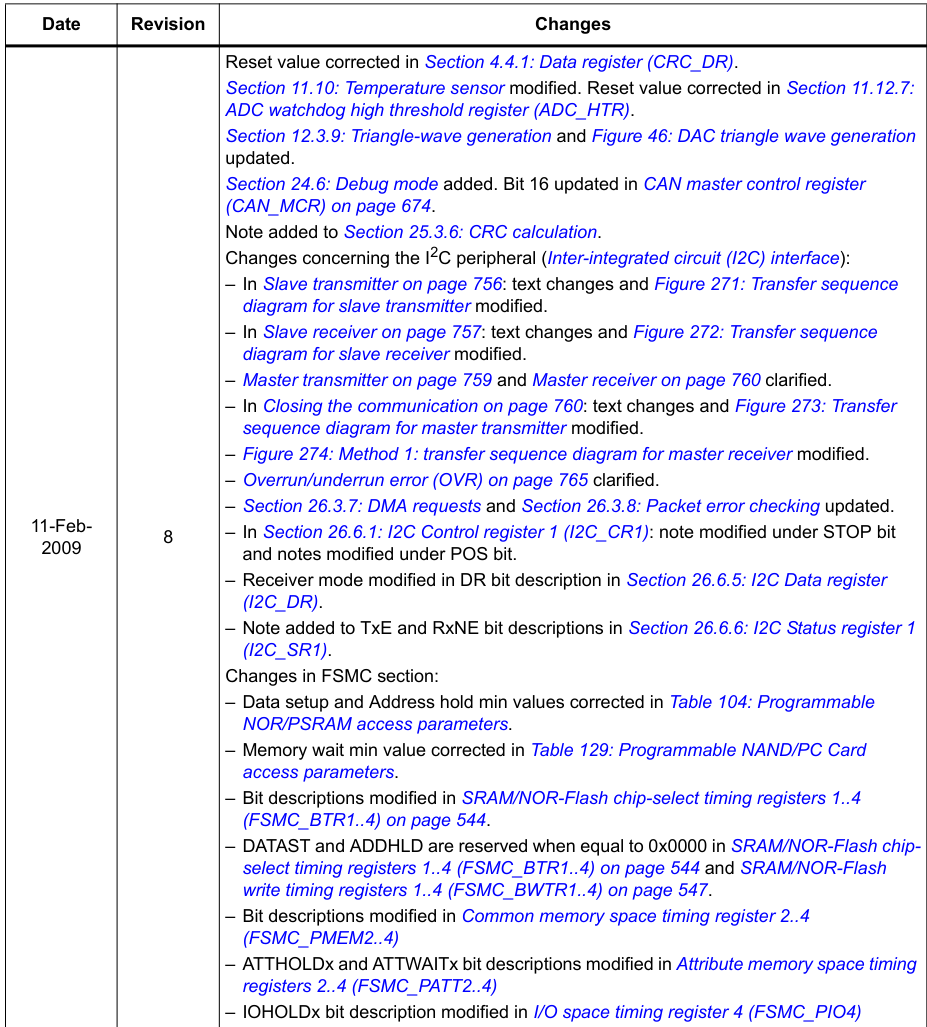 Date Revision Changes
Reset value corrected in Section 4.4.1: Data register (CRC_DR).
Section 11.10: Temperature sensor modified. Reset value corrected in Section 11.12.7:
ADC watchdog high threshold register (ADC_HTR).
Section 12.3.9: Triangle-wave generation and Figure 46: DAC triangle wave generation
updated.
Section 24.6: Debug mode added. Bit 16 updated in CAN master control register
(CAN_MCR) on page 674.
Note added to Section 25.3.6: CRC calculation.
Changes concerning the I2C peripheral (Inter-integrated circuit (I2C) interface):
– In Slave transmitter on page 756: text changes and Figure 271: Transfer sequence
diagram for slave transmitter modified.
– In Slave receiver on page 757: text changes and Figure 272: Transfer sequence
diagram for slave receiver modified.
– Master transmitter on page 759 and Master receiver on page 760 clarified.
– In Closing the communication on page 760: text changes and Figure 273: Transfer
sequence diagram for master transmitter modified.
– Figure 274: Method 1: transfer sequence diagram for master receiver modified.
– Overrun/underrun error (OVR) on page 765 clarified.
– Section 26.3.7: DMA requests and Section 26.3.8: Packet error checking updated.
11-Feb-
2009
8
– In Section 26.6.1: I2C Control register 1 (I2C_CR1): note modified under STOP bit
and notes modified under POS bit.
– Receiver mode modified in DR bit description in Section 26.6.5: I2C Data register
(I2C_DR).
– Note added to TxE and RxNE bit descriptions in Section 26.6.6: I2C Status register 1
(I2C_SR1).
Changes in FSMC section:
– Data setup and Address hold min values corrected in Table 104: Programmable
NOR/PSRAM access parameters.
– Memory wait min value corrected in Table 129: Programmable NAND/PC Card
access parameters.
– Bit descriptions modified in SRAM/NOR-Flash chip-select timing registers 1..4
(FSMC_BTR1..4) on page 544.
– DATAST and ADDHLD are reserved when equal to 0x0000 in SRAM/NOR-Flash chip-
select timing registers 1..4 (FSMC_BTR1..4) on page 544 and SRAM/NOR-Flash
write timing registers 1..4 (FSMC_BWTR1..4) on page 547.
– Bit descriptions modified in Common memory space timing register 2..4
(FSMC_PMEM2..4)
– ATTHOLDx and ATTWAITx bit descriptions modified in Attribute memory space timing
registers 2..4 (FSMC_PATT2..4)
– IOHOLDx bit description modified in I/O space timing register 4 (FSMC_PIO4)